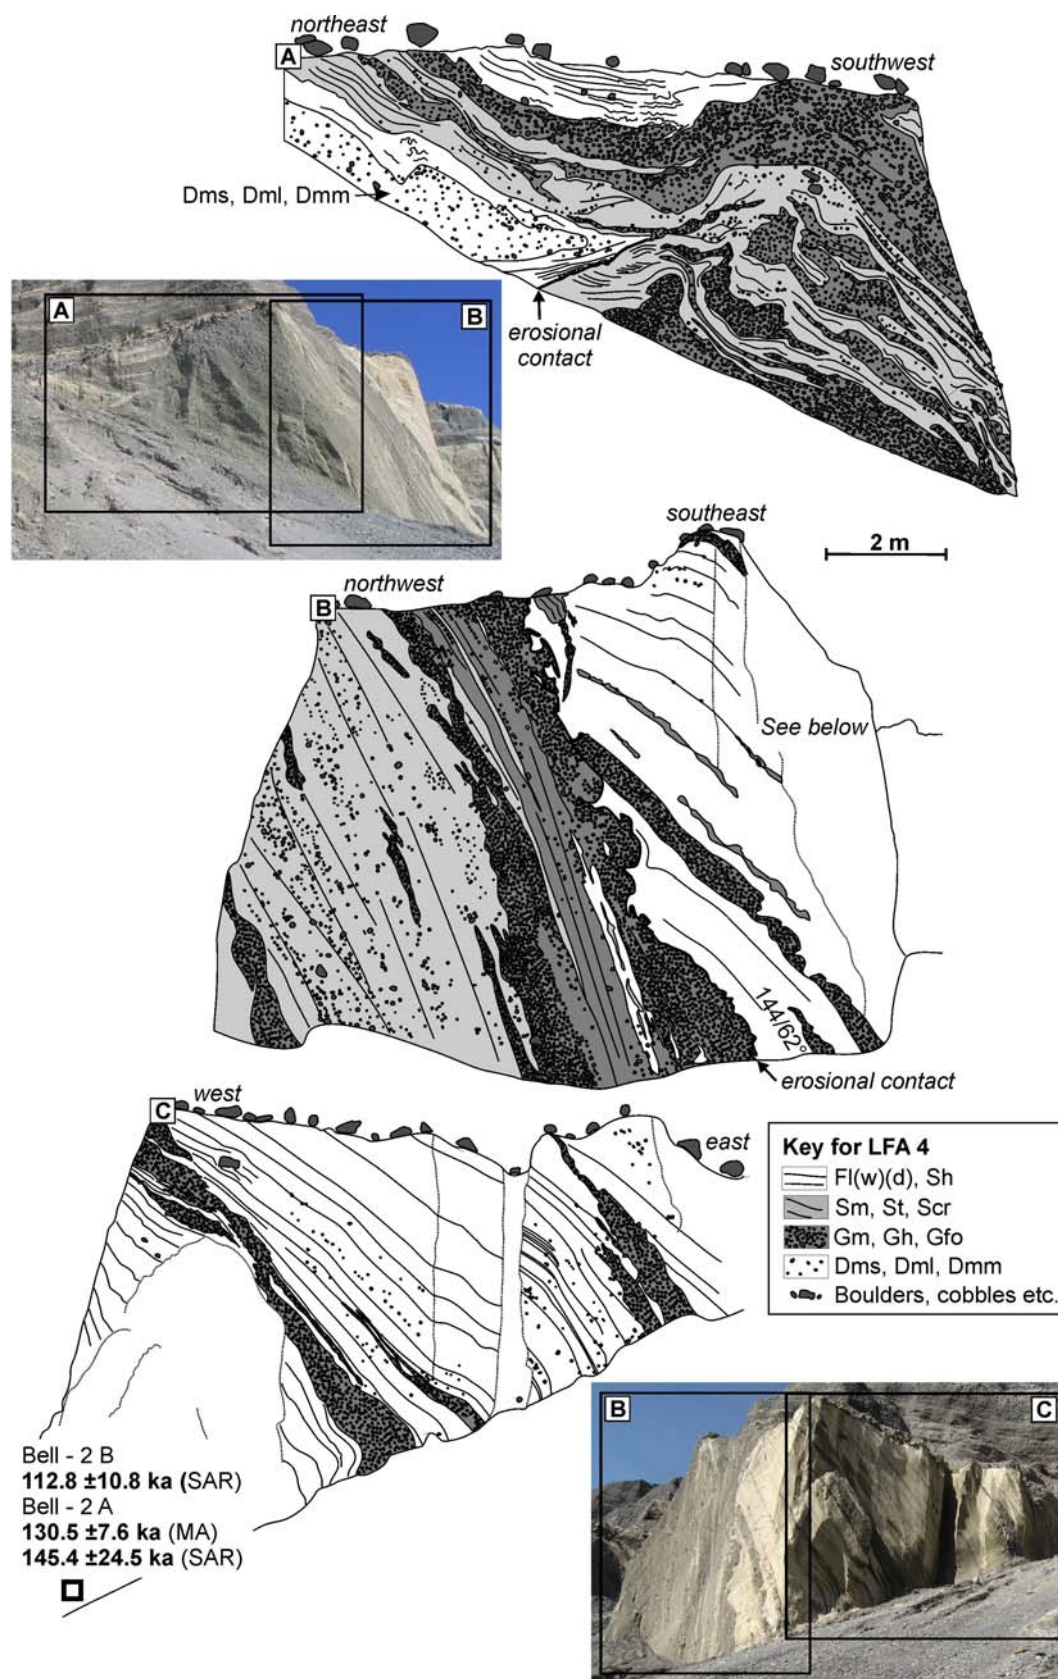 northeast
A
southwest
Dms, Dml, Dmm
A
B
erosional
contact
southeast
2 m
northwest
B
See below
144/62°
erosional contact
C
west
east
Key for LFA 4
Fl(w)(d), Sh
Sm, St, Scr
Gm, Gh, Gfo
Dms, Dml, Dmm
Boulders, cobbles etc.
B
C
Bell - 2 B
112.8 ±10.8 ka (SAR)
Bell - 2 A
130.5 ±7.6 ka (MA)
145.4 ±24.5 ka (SAR)